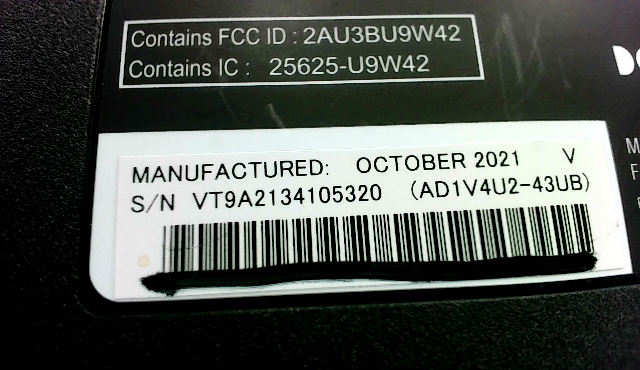 Contains FCC ID : 2AU3BU9W42
Contains IC : 25625-U9W42
MANUFACTURED: OCTOBER 2021 V
S/N VT9A2134105320 (AD1V4U2-43UB)